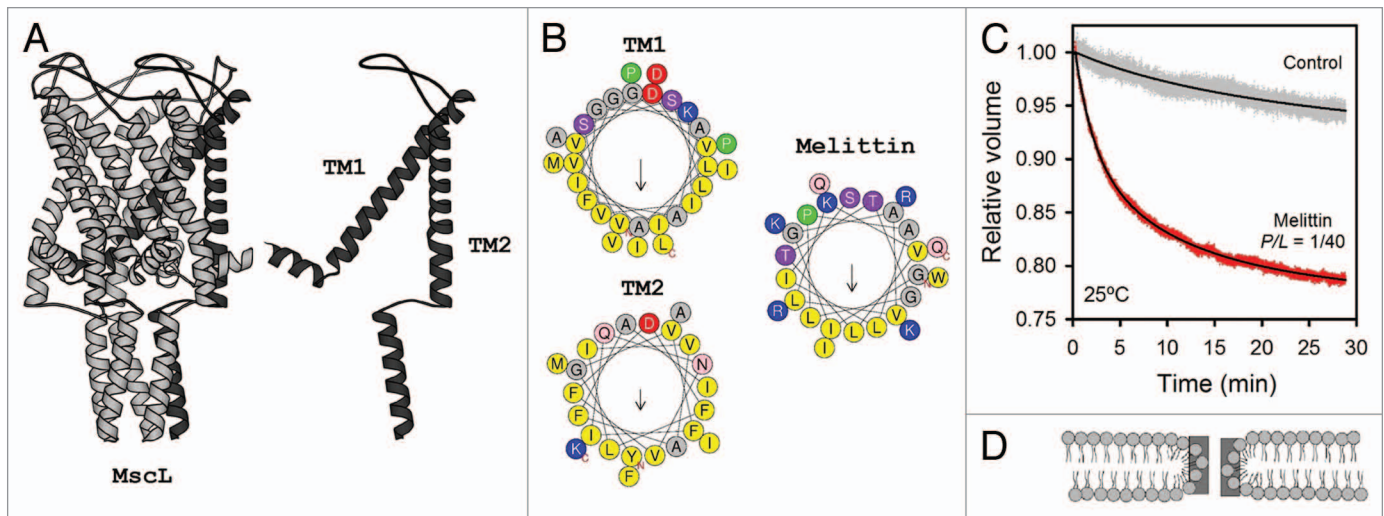 A
MscL
TM1
TM2
B
TM1
P D
G G G D S
S K
A V A
V P
M V L I
I L
F I
V V A I A
V I L
C
TM2
Q A D V A
M I V N
G I
F F
F F I
K I L Y V A
C F N
Melittin
Q
K S T R
K P A
G A Q
T V C
I G W
N
R L G
L I L L V K
I
C
Relative volume
1.00
0.95
0.90
0.85
0.80
0.75
Control
Melittin
P/L = 1/40
25ºC
0 5 10 15 20 25 30
Time (min)
D